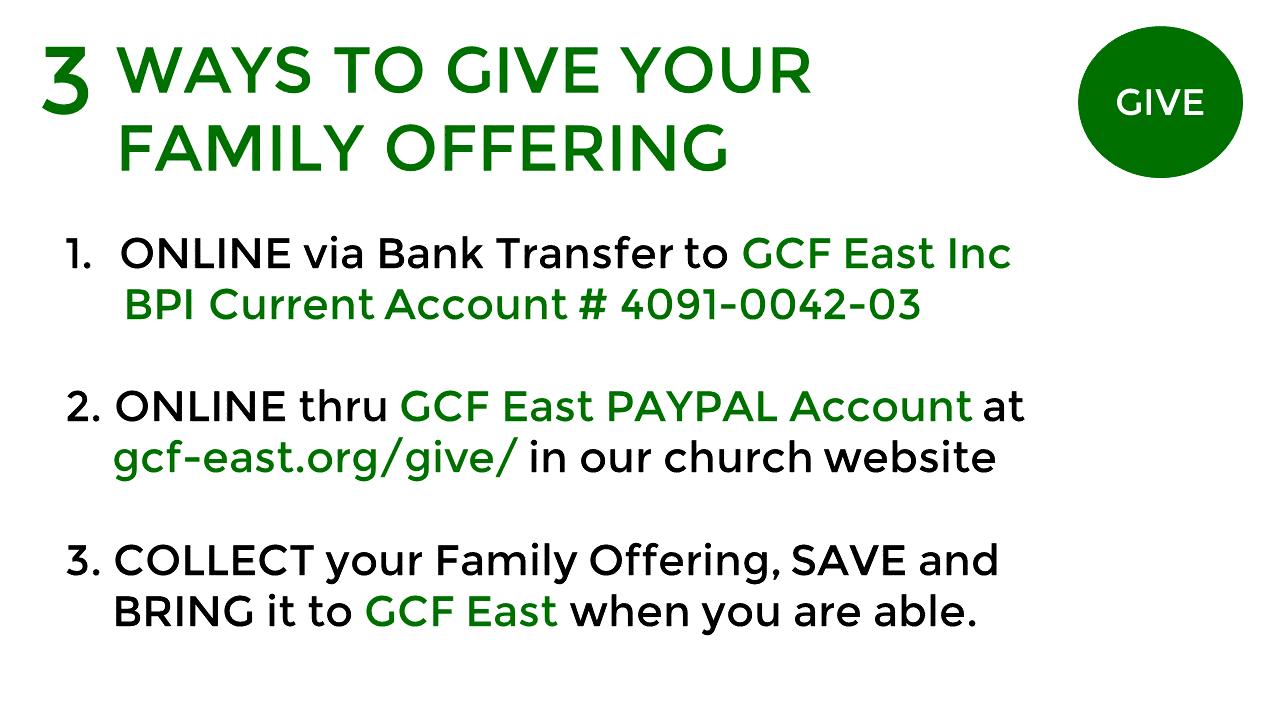 3 WAYS TO GIVE YOUR
FAMILY OFFERING
GIVE
1. ONLINE via Bank Transfer to GCF East Inc
BPI Current Account # 4091-0042-03
2. ONLINE thru GCF East PAYPAL Account at
gcf-east.org/give/ in our church website
3. COLLECT your Family Offering, SAVE and
BRING it to GCF East when you are able.